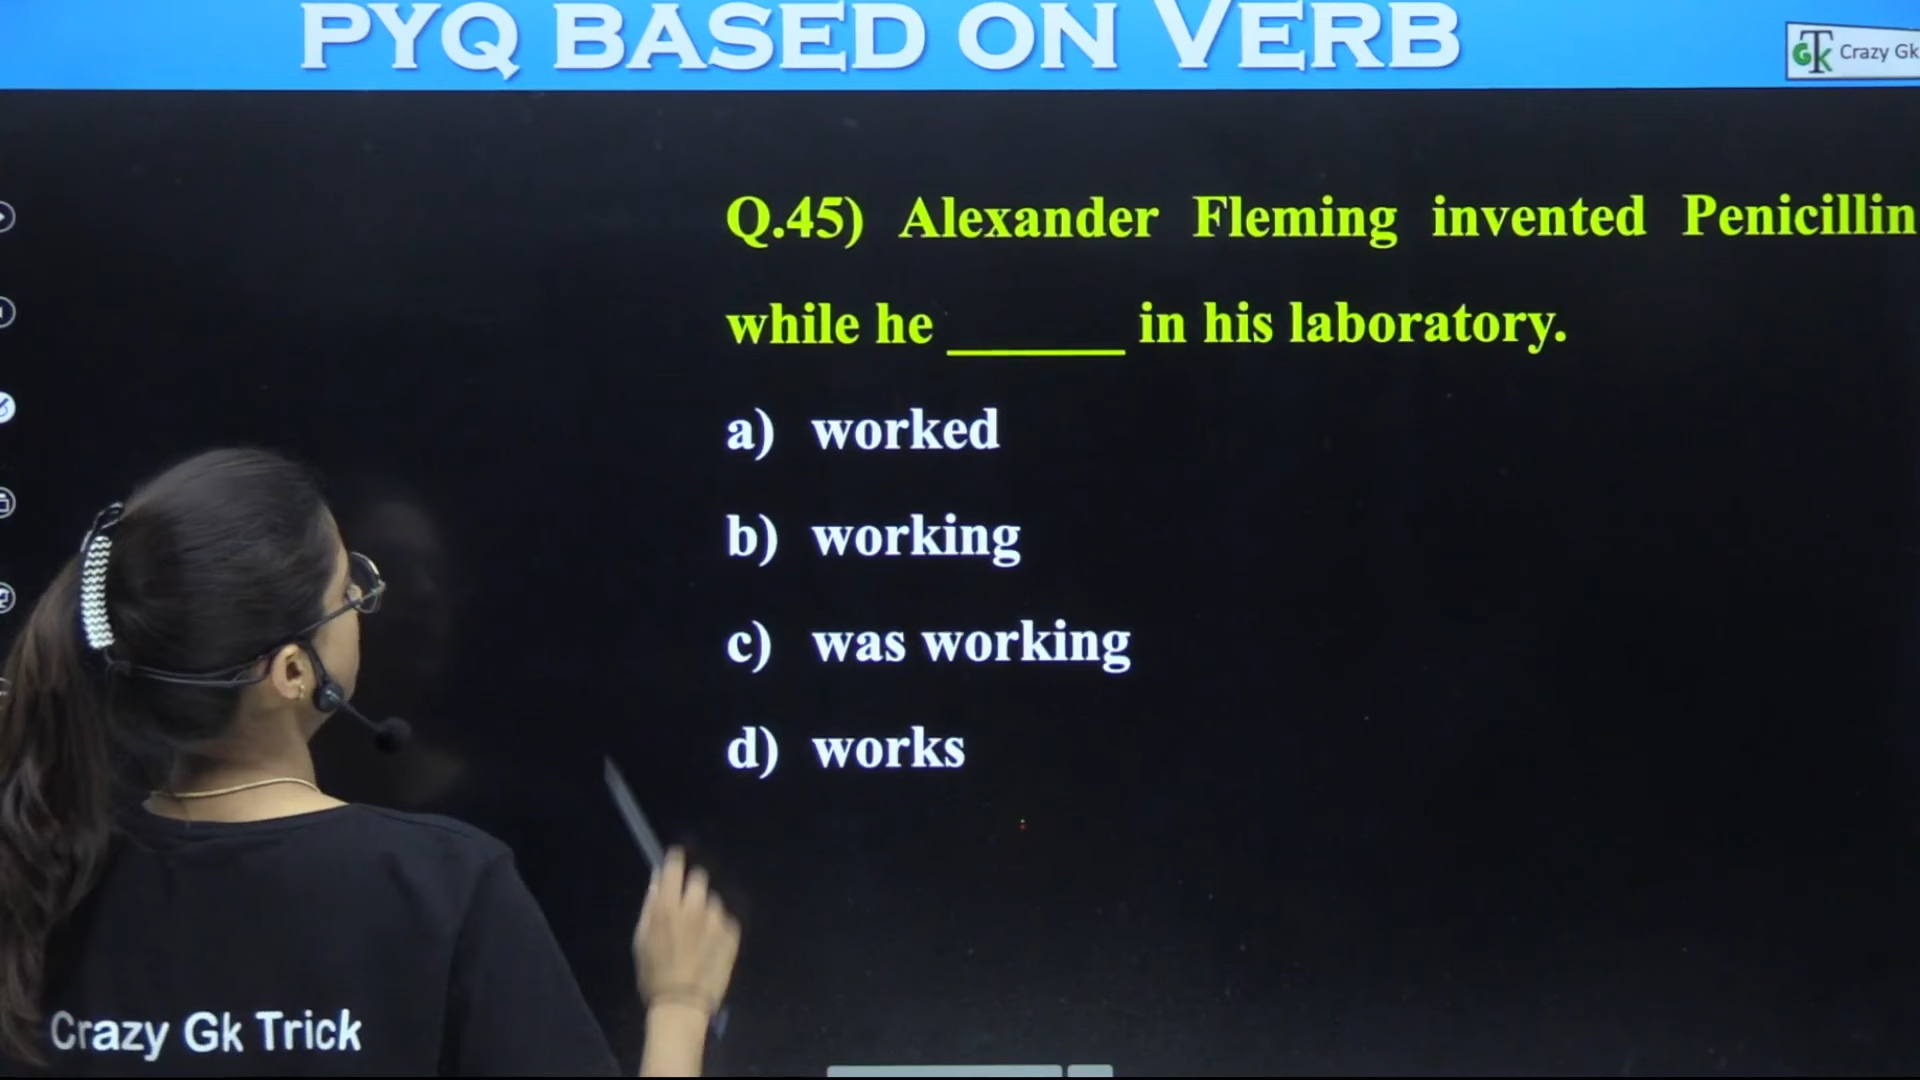 PYQ BASED ON VERB
GTK Crazy Gk
Q.45) Alexander Fleming invented Penicillin
while he ______ in his laboratory.
a) worked
b) working
c) was working
d) works
Crazy Gk Trick